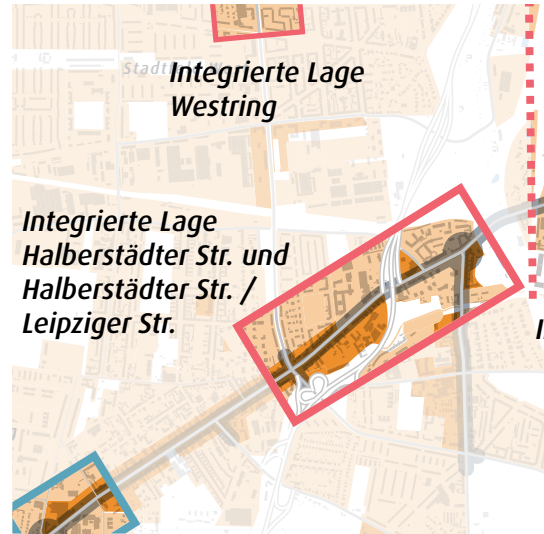 Integrierte Lage
Westring
Integrierte Lage
Halberstädter Str. und
Halberstädter Str. /
Leipziger Str.